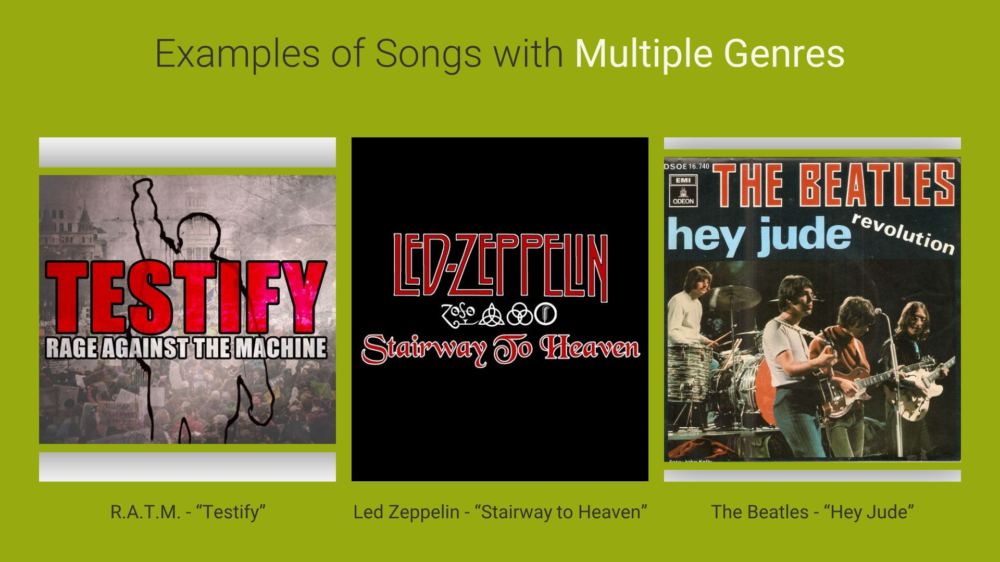 Examples of Songs with Multiple Genres
TESTIFY
RAGE AGAINST THE MACHINE
VOTE
LED-ZEPPELIN
Zofo
Stairway To Heaven
DSOE 16.740
EMI
ODEON
THE BEATLES
hey jude
revolution
Foto: John Kelly
R.A.T.M. - “Testify”
Led Zeppelin - “Stairway to Heaven”
The Beatles - “Hey Jude”